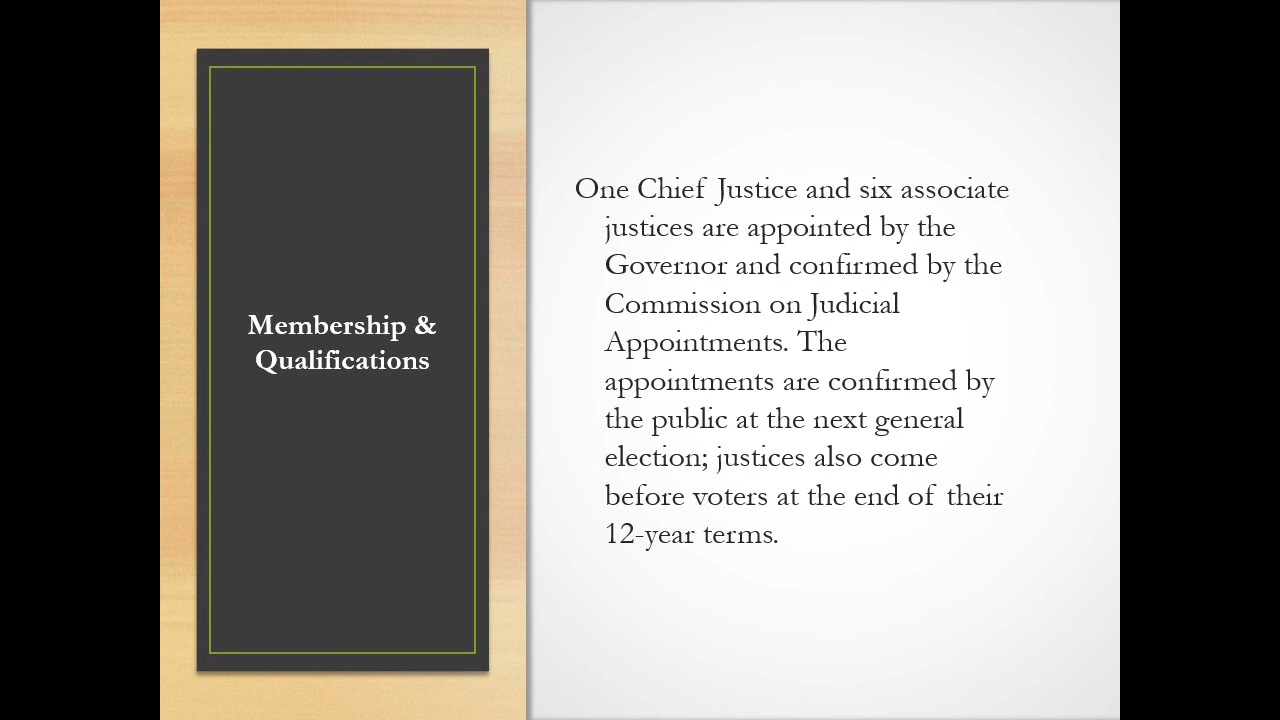 Membership &
Qualifications
One Chief Justice and six associate
justices are appointed by the
Governor and confirmed by the
Commission on Judicial
Appointments. The
appointments are confirmed by
the public at the next general
election; justices also come
before voters at the end of their
12-year terms.